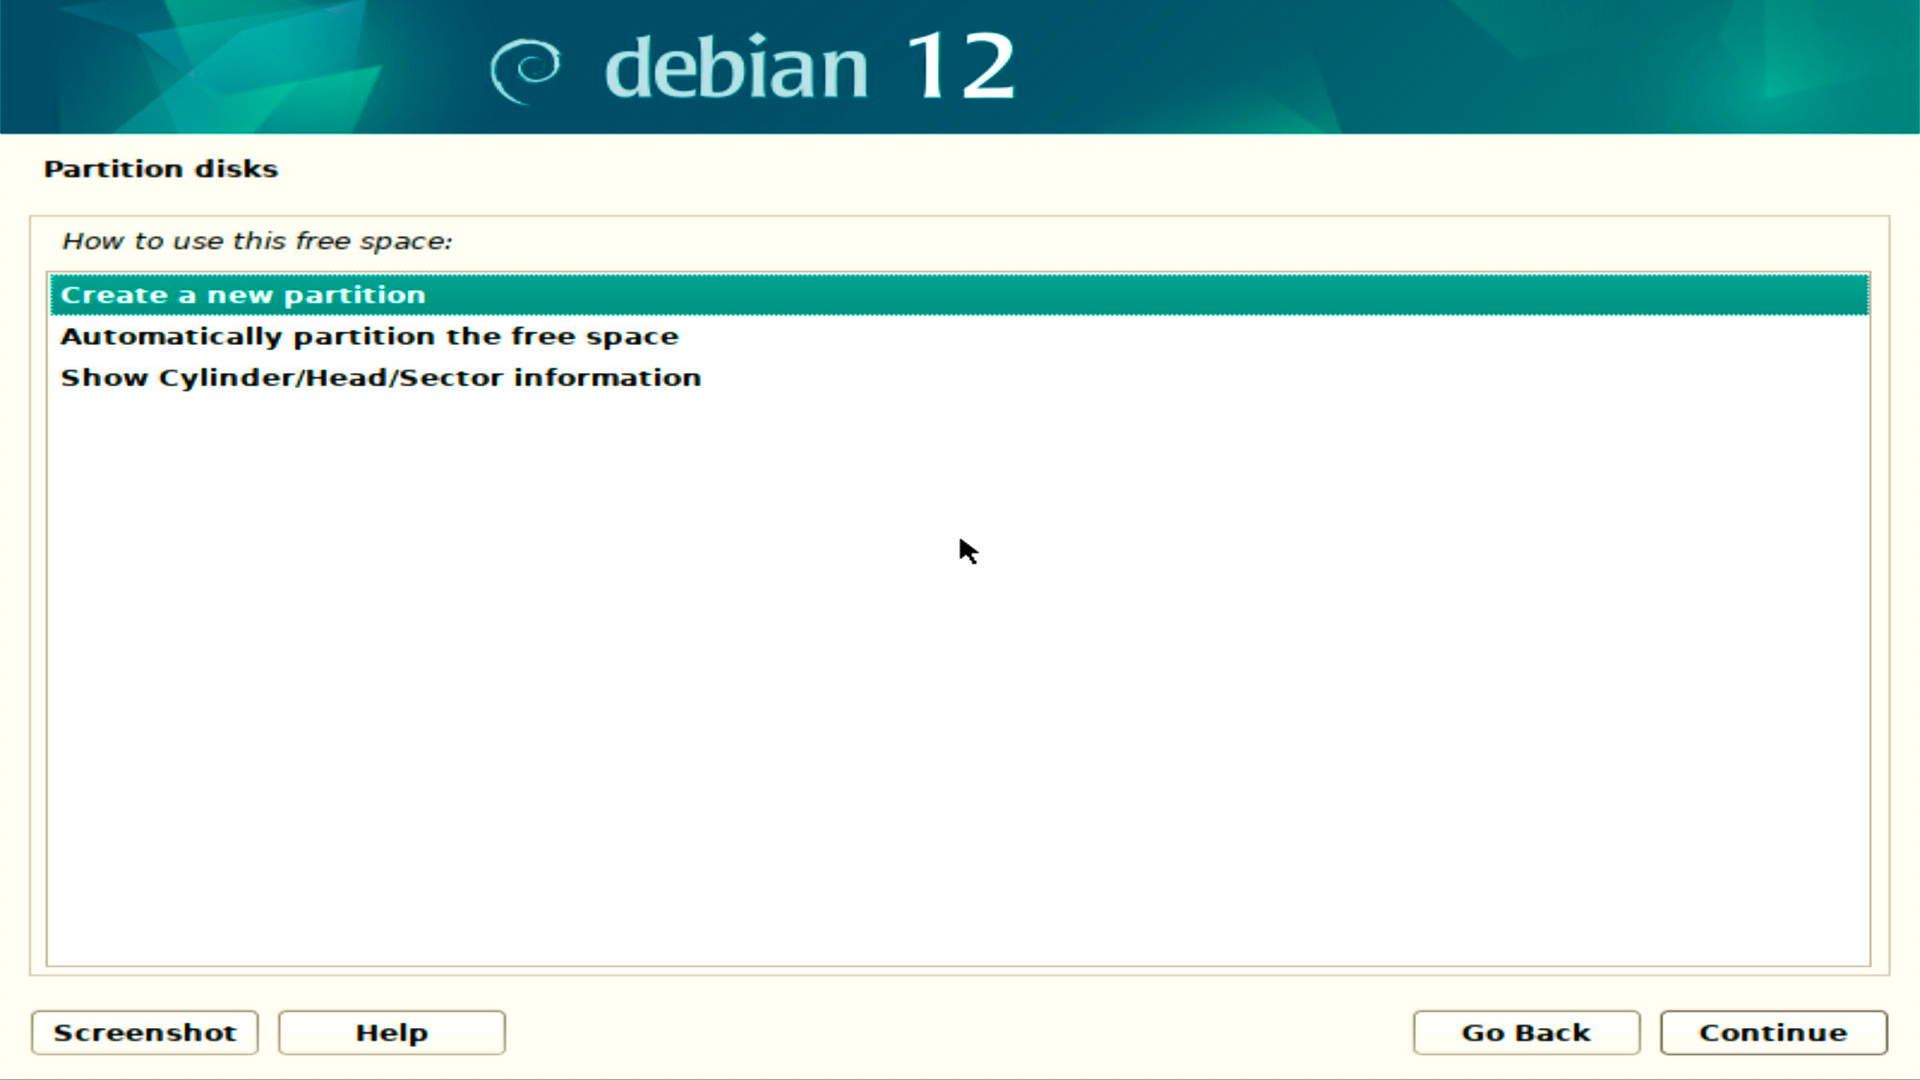 debian 12
Partition disks
How to use this free space:
Create a new partition
Automatically partition the free space
Show Cylinder/Head/Sector information
Screenshot
Help
Go Back
Continue